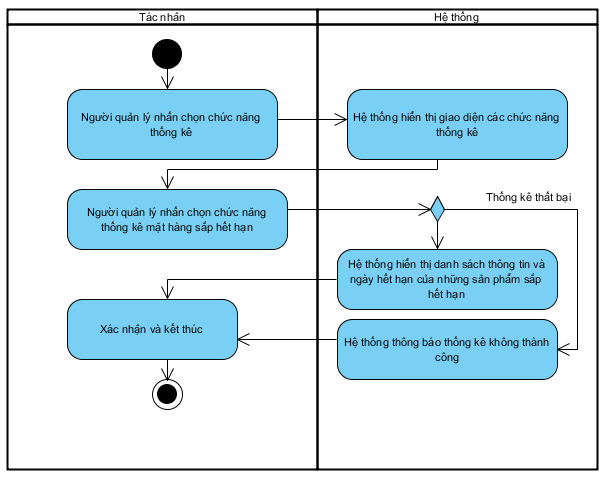 Tác nhân
Hệ thống
Người quản lý nhấn chọn chức năng
thống kê
Hệ thống hiển thị giao diện các chức năng
thống kê
Người quản lý nhấn chọn chức năng
thống kê mặt hàng sắp hết hạn
Thống kê thất bại
Hệ thống hiển thị danh sách thông tin và
ngày hết hạn của những sản phẩm sắp
hết hạn
Xác nhận và kết thúc
Hệ thống thông báo thống kê không thành
công